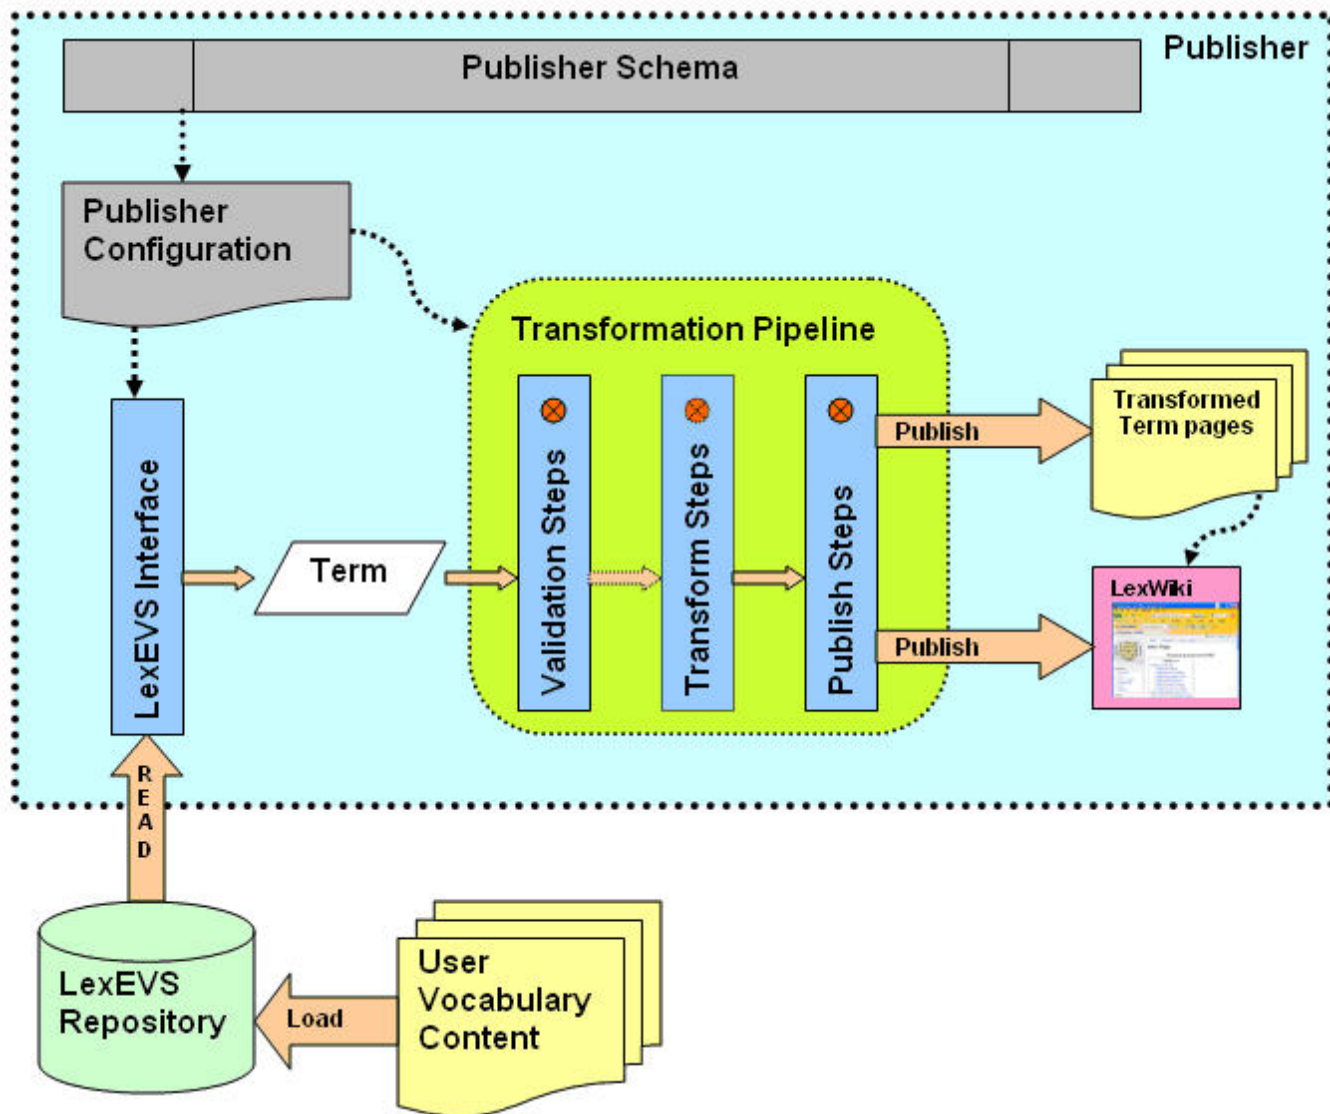 Publisher
Publisher Schema
Publisher
Configuration
Transformation Pipeline
LexEVS Interface
Term
Validation Steps
Transform Steps
Publish Steps
Publish
Transformed
Term pages
Publish
LexWiki
READ
LexEVS
Repository
Load
User
Vocabulary
Content